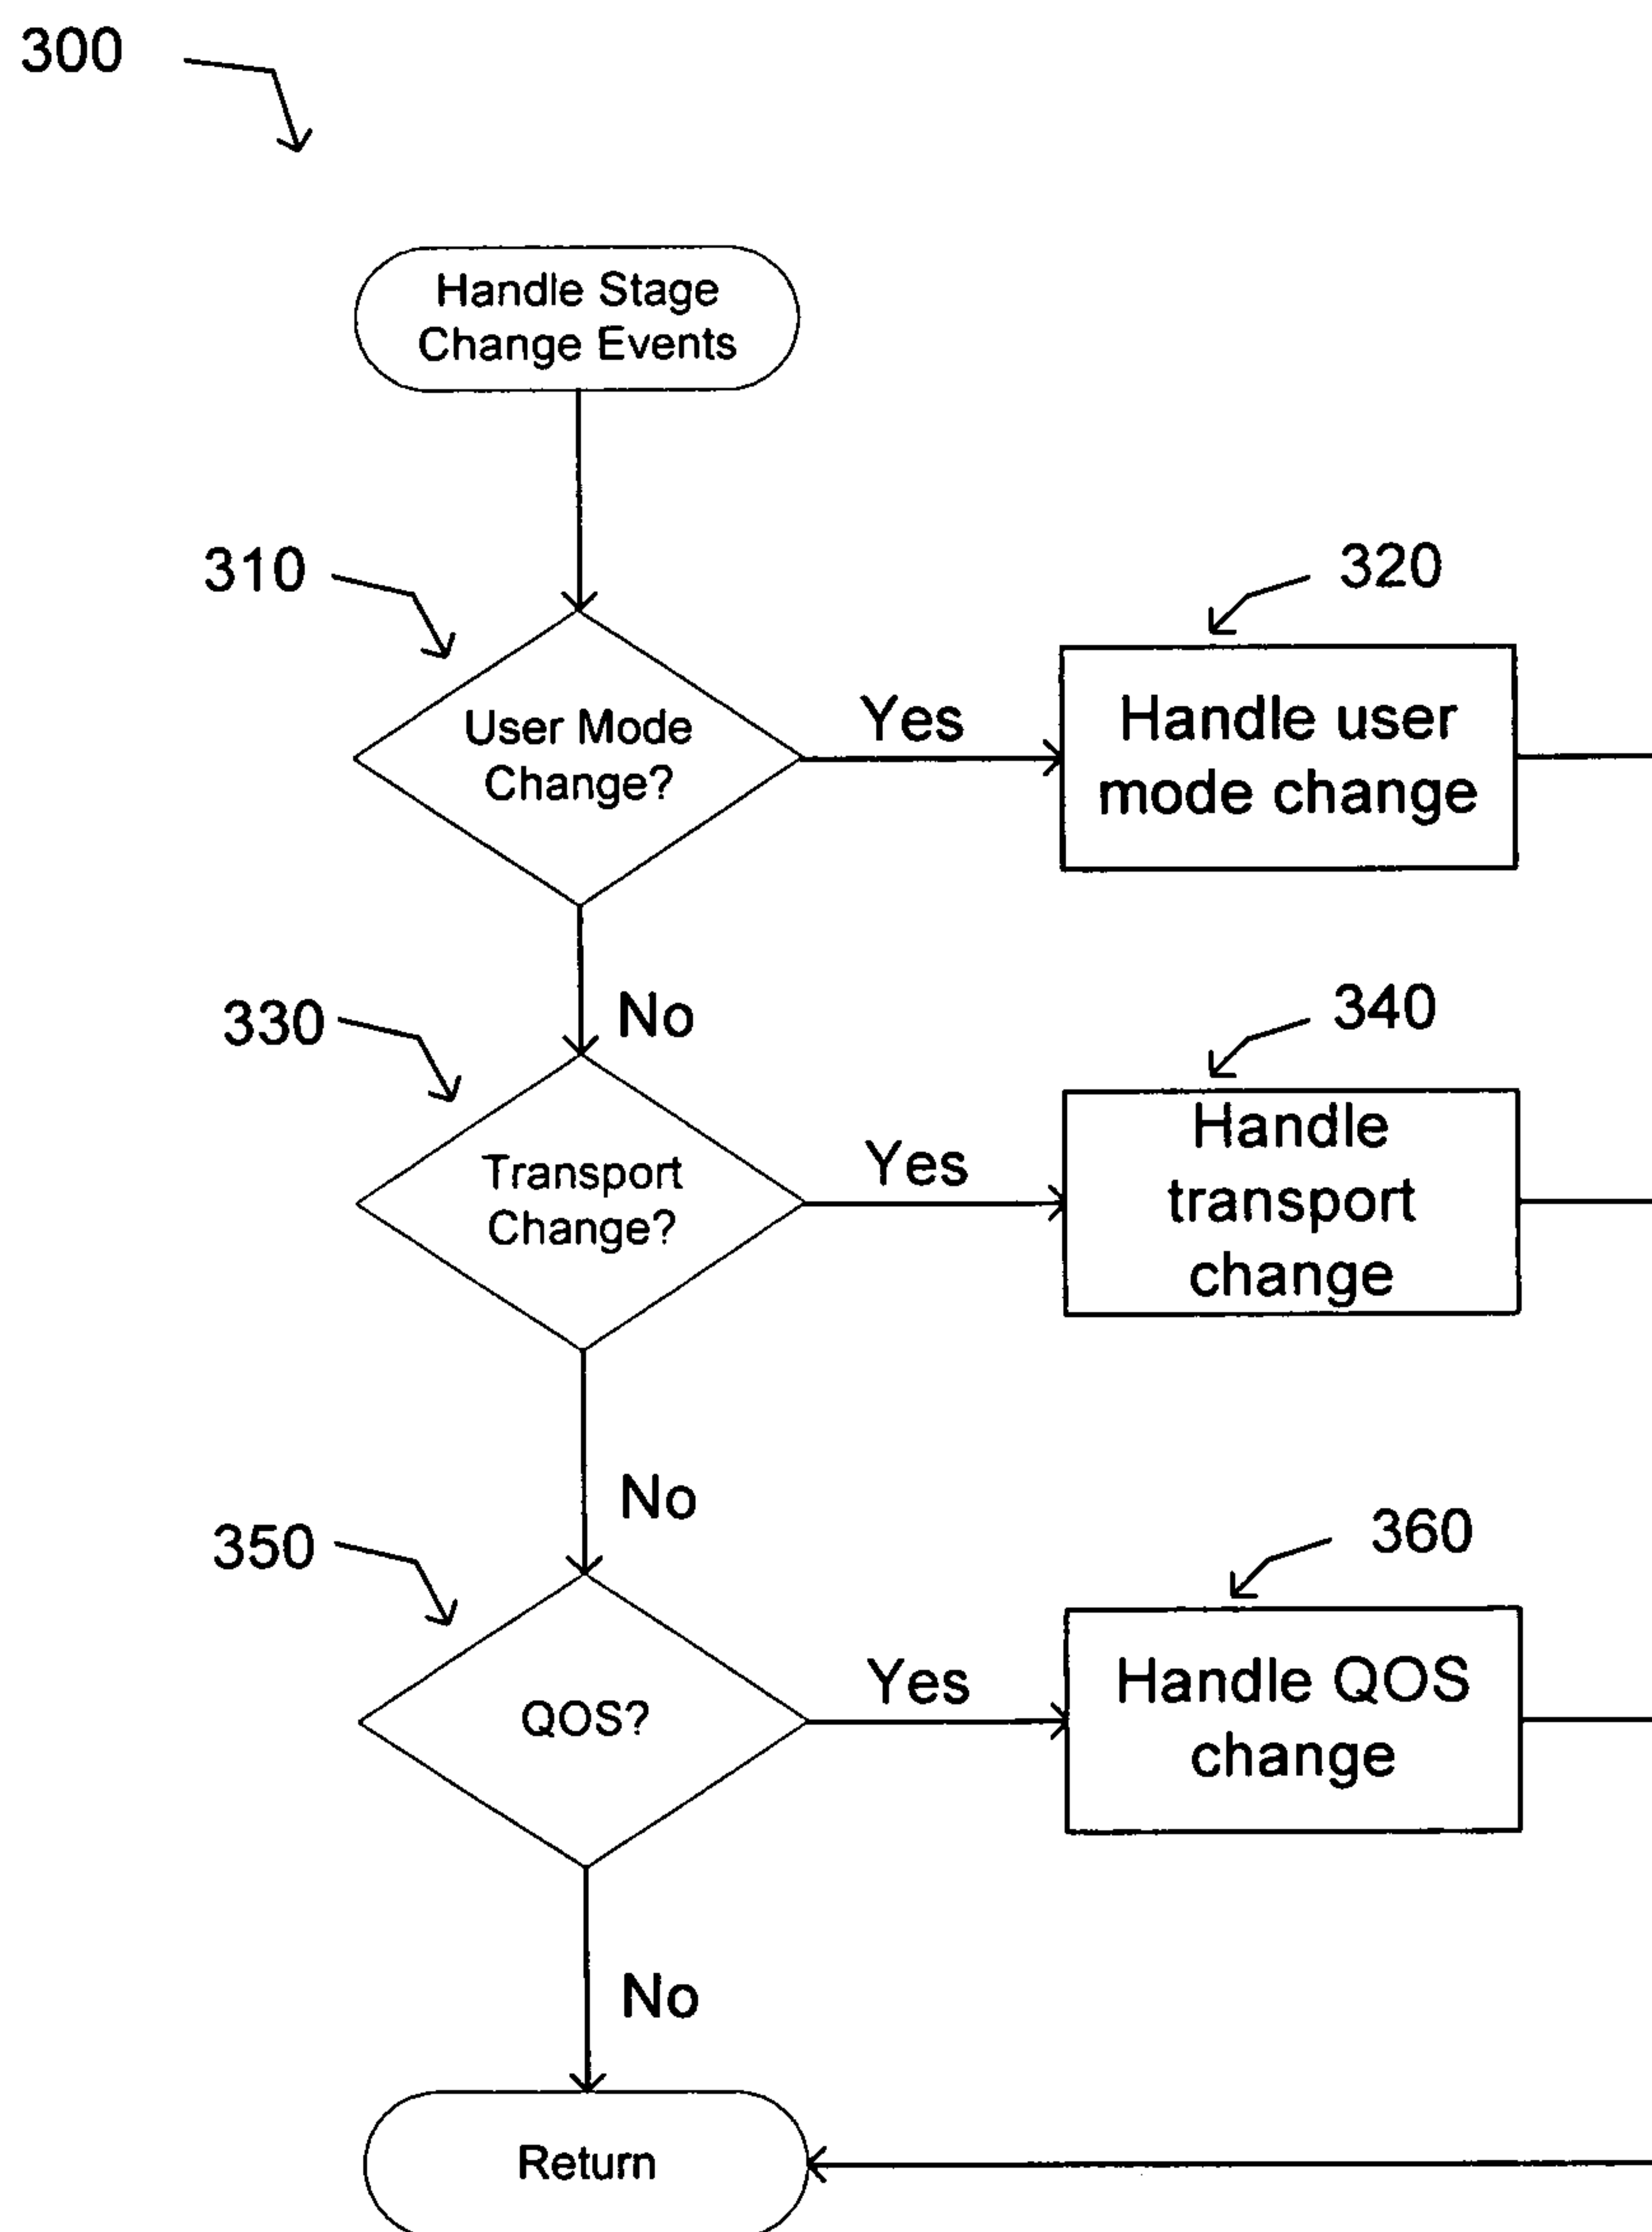 300
Handle Stage
Change Events
310
320
User Mode
Change?
Yes
Handle user
mode change
No
330
340
Transport
Change?
Yes
Handle
transport
change
No
350
360
QOS?
Yes
Handle QOS
change
No
Return